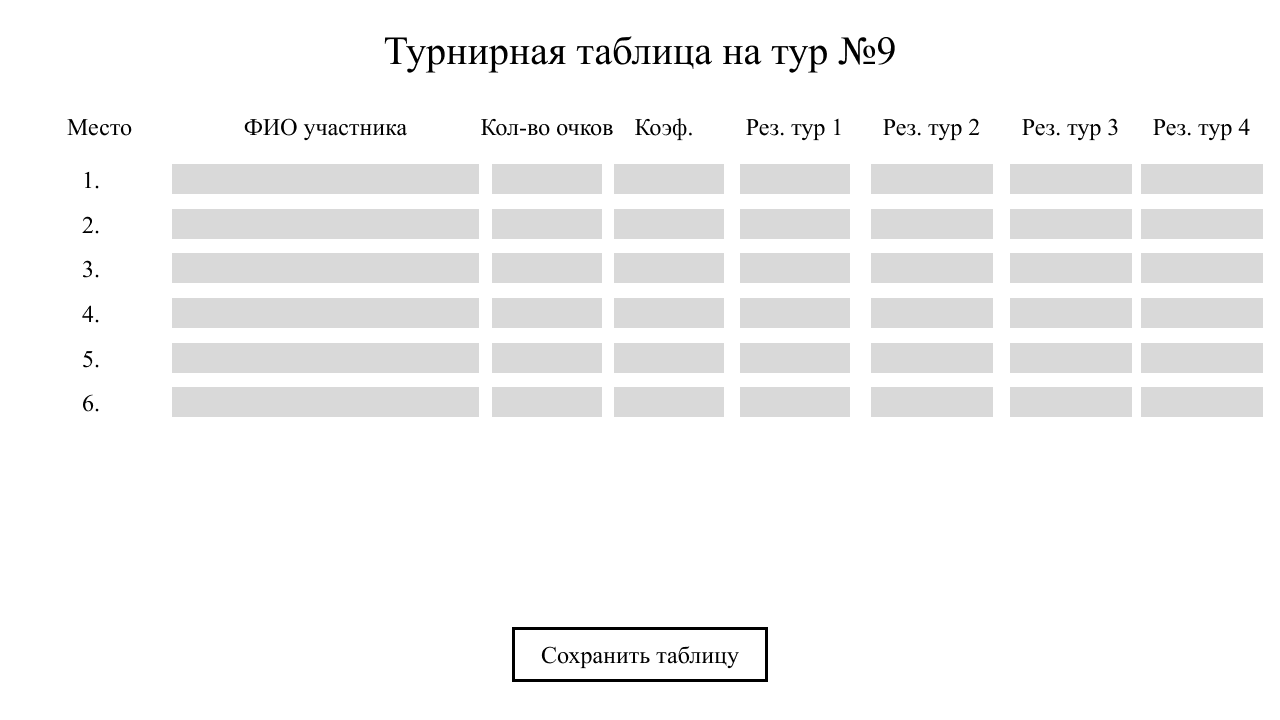 Турнирная таблица на тур №9
Место ФИО участника Кол-во очков Коэф. Рез. тур 1 Рез. тур 2 Рез. тур 3 Рез. тур 4
1.
2.
3.
4.
5.
6.
Сохранить таблицу